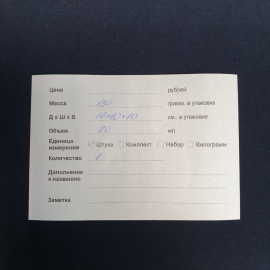 Цена рублей
Масса 130 грамм, в упаковке
Д х Ш х В 10*10*10 см., в упаковке
Объем мл.
Единица измерения Штука Комплект Набор Килограмм
Количество 1
Дополнение к названию
Заметка